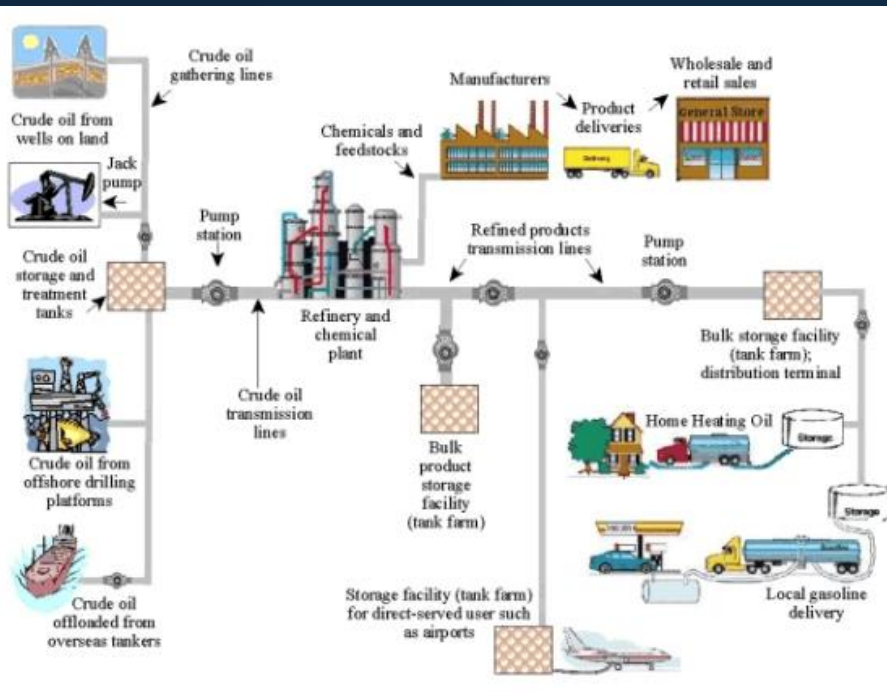 Crude oil
gathering lines
Crude oil from
wells on land
Jack
pump
Crude oil
storage and
treatment
tanks
Pump
station
Chemicals and
feedstocks
Manufacturers
Product
deliveries
Wholesale and
retail sales
General Store
Delivery
Refined products
transmission lines
Pump
station
Refinery and
chemical
plant
Crude oil
transmission
lines
Bulk storage facility
(tank farm);
distribution terminal
Bulk
product
storage
facility
(tank farm)
Home Heating Oil
Storage
Storage
Crude oil from
offshore drilling
platforms
Crude oil
offloaded from
overseas tankers
Storage facility (tank farm)
for direct-served user such
as airports
Local gasoline
delivery